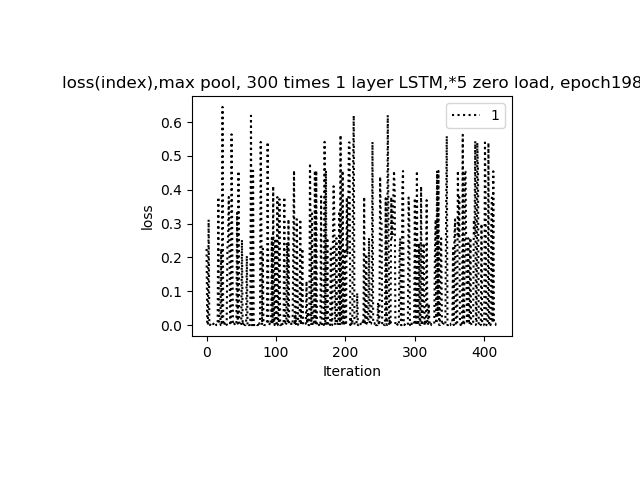 loss(index),max pool, 300 times 1 layer LSTM,*5 zero load, epoch198
1
loss
0.6
0.5
0.4
0.3
0.2
0.1
0.0
0 100 200 300 400
Iteration